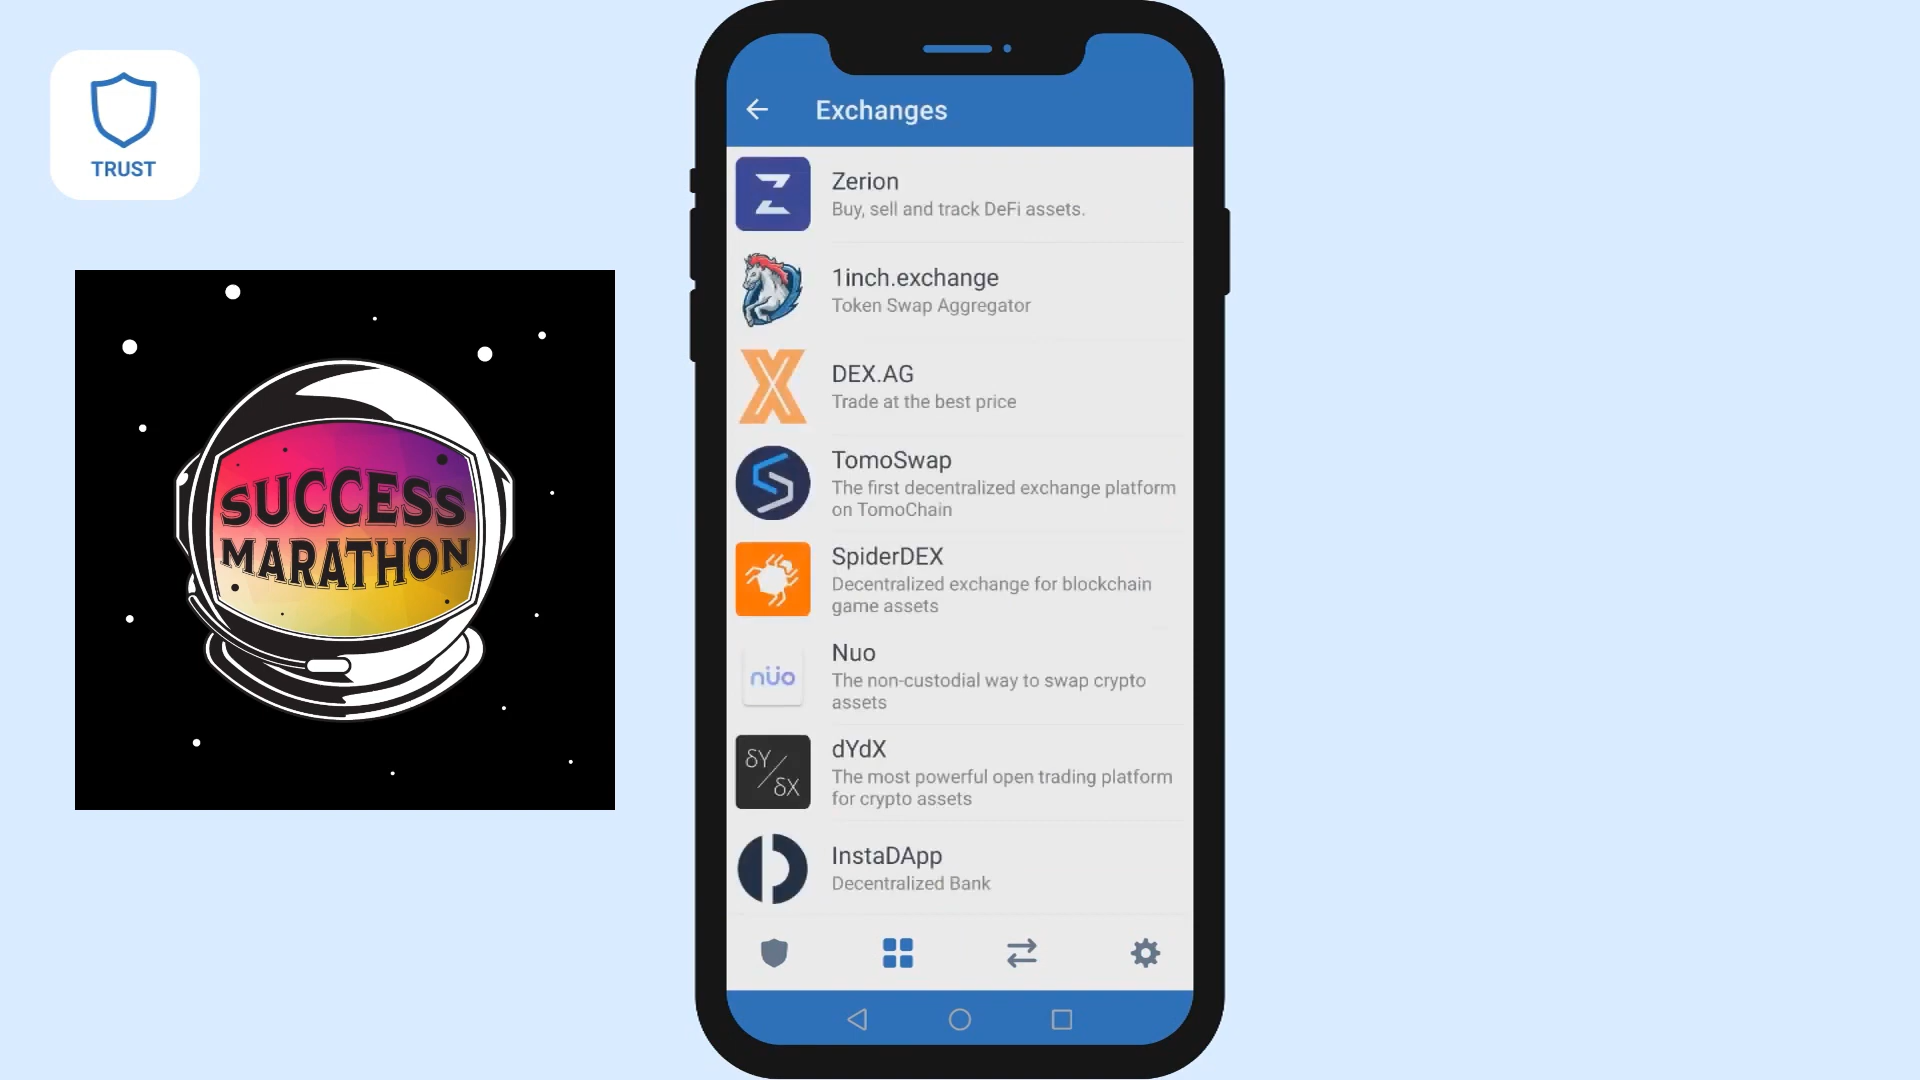 TRUST
SUCCESS
MARATHON
Exchanges
Zerion
Buy, sell and track DeFi assets.
1inch.exchange
Token Swap Aggregator
DEX.AG
Trade at the best price
TomoSwap
The first decentralized exchange platform
on TomoChain
SpiderDEX
Decentralized exchange for blockchain
game assets
nüo
Nuo
The non-custodial way to swap crypto
assets
δY/δX
dYdX
The most powerful open trading platform
for crypto assets
InstaDApp
Decentralized Bank